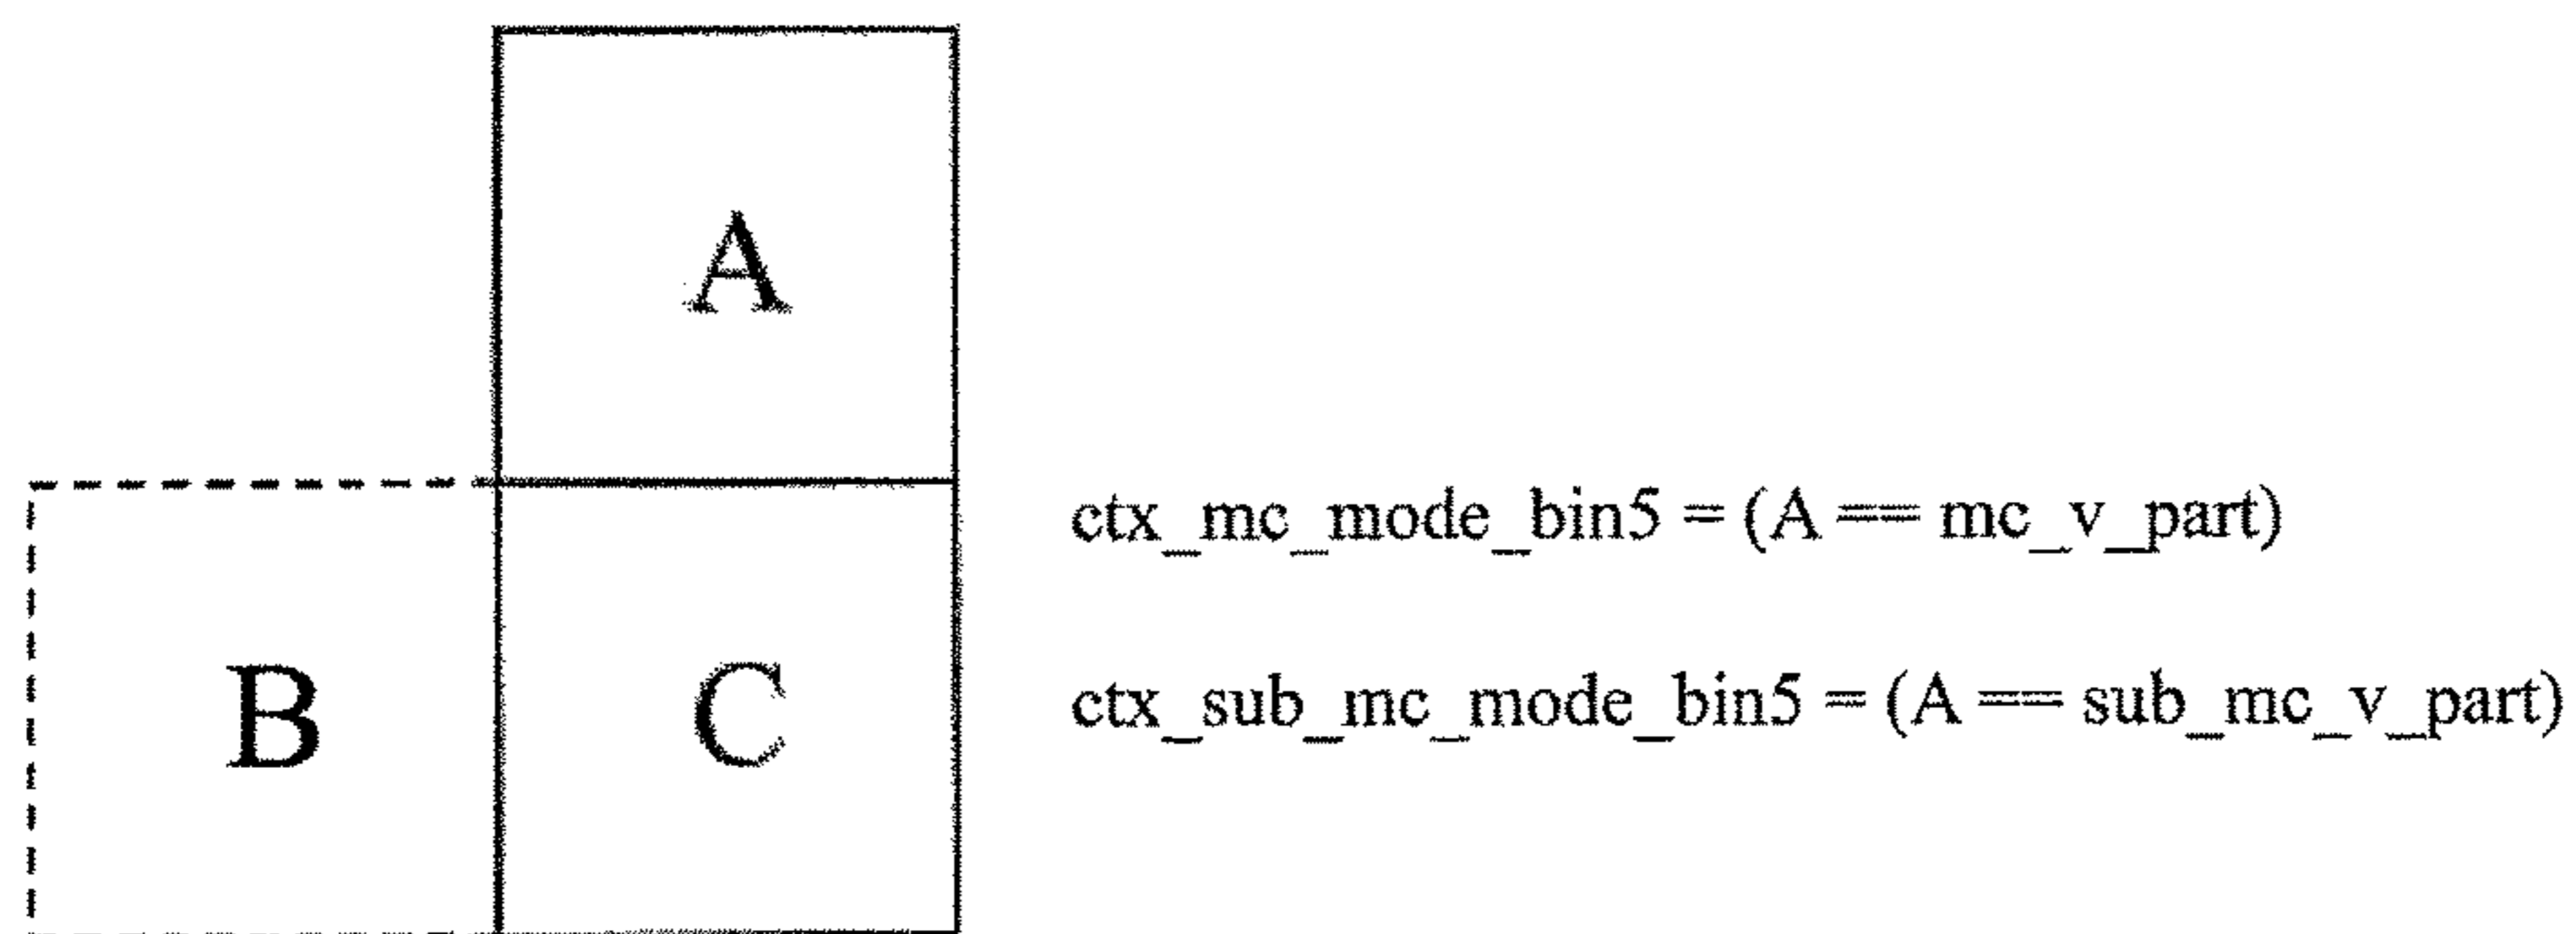 A
B
C
ctx_mc_mode_bin5 = (A == mc_v_part)
ctx_sub_mc_mode_bin5 = (A == sub_mc_v_part)